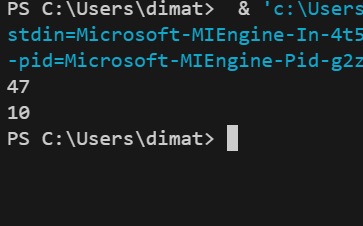 PS C:\Users\dimat>  & 'c:\Users
stdin=Microsoft-MIEngine-In-4t5
-pid=Microsoft-MIEngine-Pid-g2z
47
10
PS C:\Users\dimat>